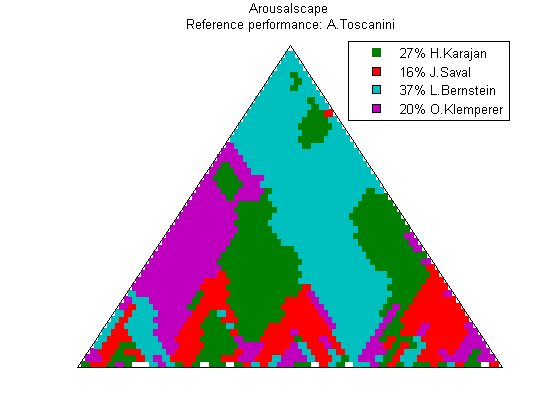 Arousalscape
Reference performance: A.Toscanini
27% H.Karajan
16% J.Saval
37% L.Bernstein
20% O.Klemperer